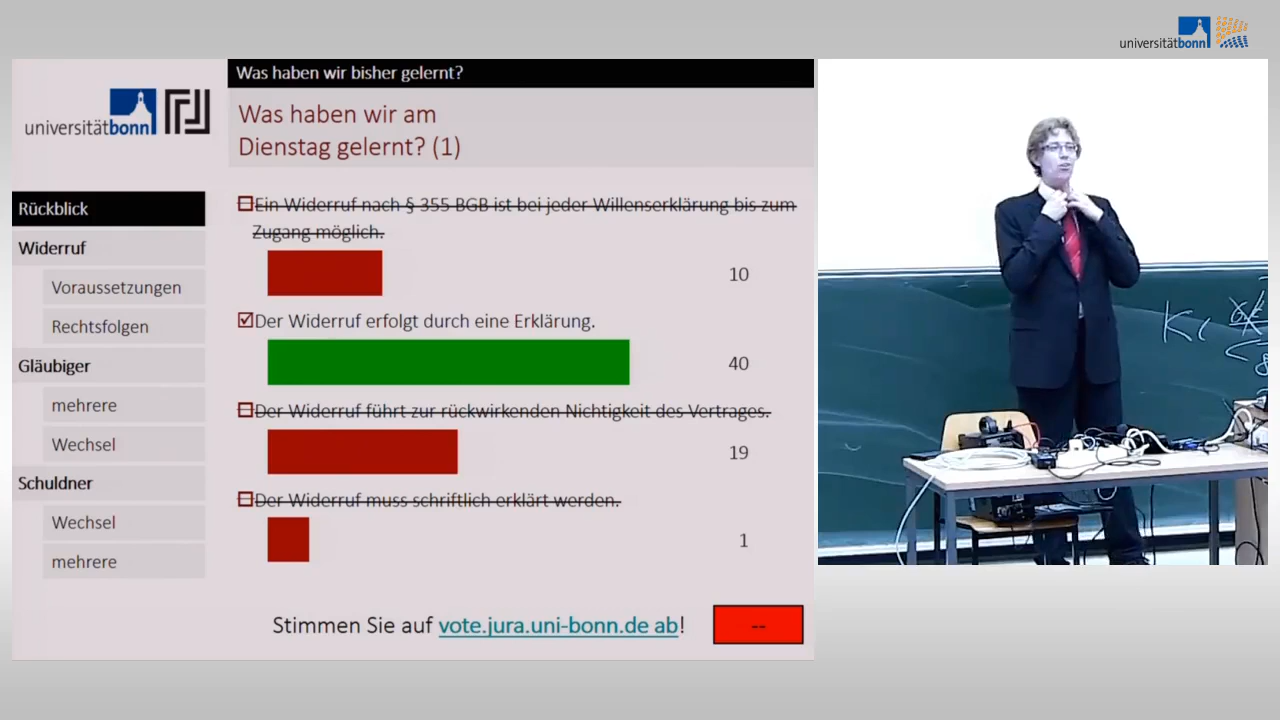 universitätbonn
Was haben wir bisher gelernt?
universitätbonn
Was haben wir am
Dienstag gelernt? (1)
Rückblick
Widerruf
Voraussetzungen
Rechtsfolgen
Gläubiger
mehrere
Wechsel
Schuldner
Wechsel
mehrere
Ein Widerruf nach § 355 BGB ist bei jeder Willenserklärung bis zum
Zugang möglich.
10
Der Widerruf erfolgt durch eine Erklärung.
40
Der Widerruf führt zur rückwirkenden Nichtigkeit des Vertrages.
19
Der Widerruf muss schriftlich erklärt werden.
1
Stimmen Sie auf vote.jura.uni-bonn.de ab!
--